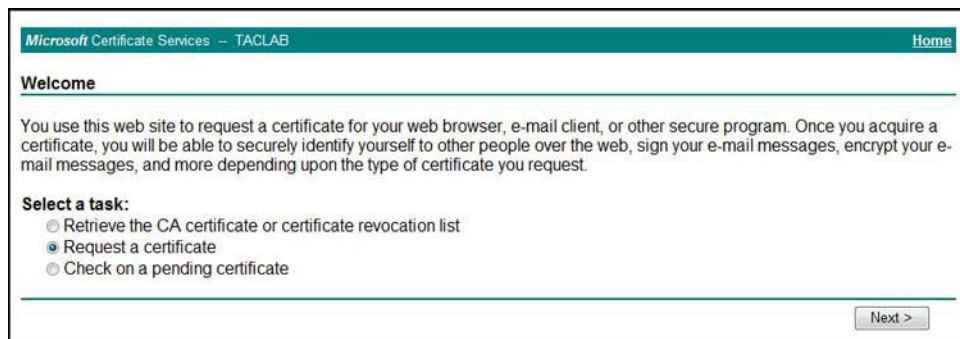 Microsoft Certificate Services -- TACLAB Home
Welcome
You use this web site to request a certificate for your web browser, e-mail client, or other secure program. Once you acquire a
certificate, you will be able to securely identify yourself to other people over the web, sign your e-mail messages, encrypt your e-
mail messages, and more depending upon the type of certificate you request.
Select a task:
Retrieve the CA certificate or certificate revocation list
Request a certificate
Check on a pending certificate
Next >